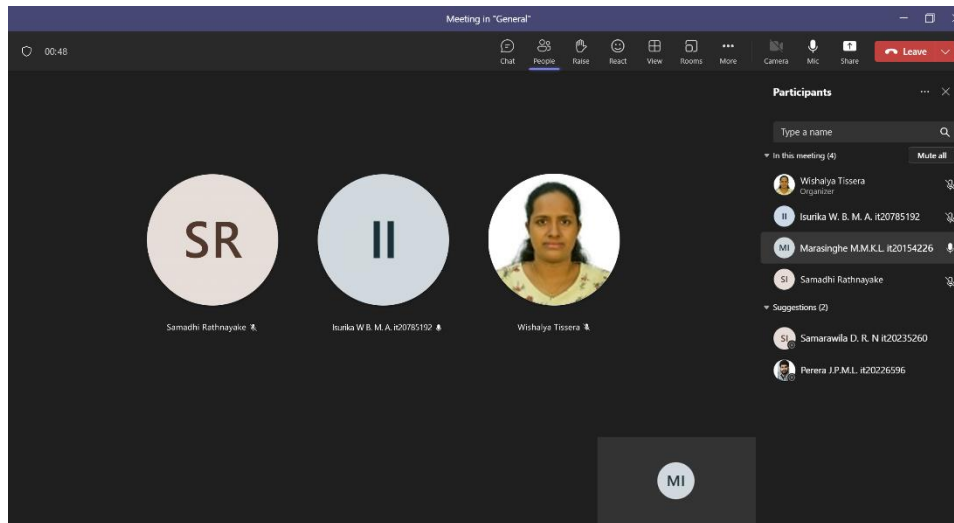 Meeting in "General"
00:48
Chat People Raise React View Rooms More Camera Mic Share Leave
Participants
Type a name
In this meeting (4) Mute all
Wishalya Tissera
Organizer
II Isurika W. B. M. A. it20785192
MI Marasinghe M.M.K.L. it20154226
SI Samadhi Rathnayake
Suggestions (2)
SI Samarawila D. R. N it20235260
Perera J.P.M.L. it20226596
SR II
Samadhi Rathnayake Isurika W B. M. A. it20785192 Wishalya Tissera
MI